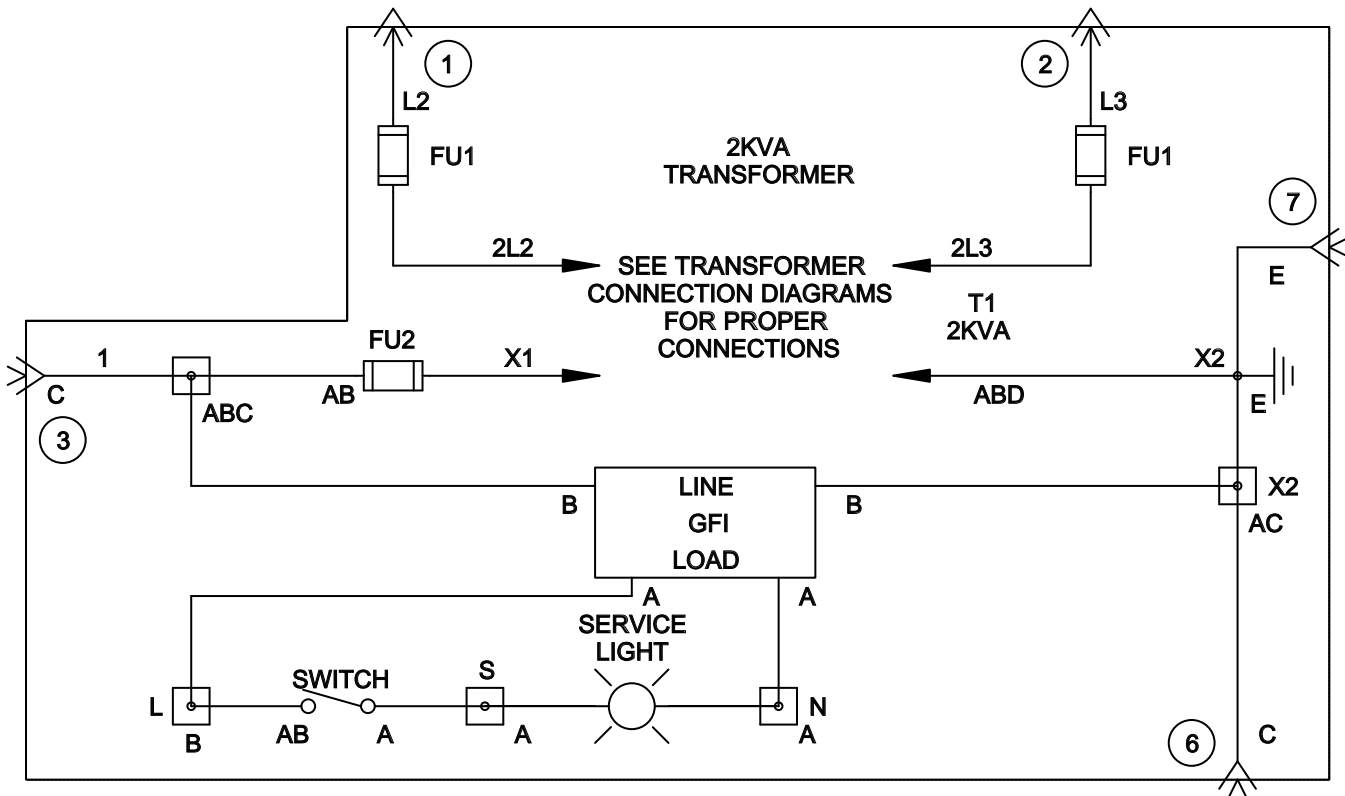 1
2
L2
L3
FU1
2KVA
TRANSFORMER
FU1
7
2L2
2L3
SEE TRANSFORMER
CONNECTION DIAGRAMS
FOR PROPER
CONNECTIONS
E
T1
2KVA
FU2
1
X1
X2
C
ABC
AB
ABD
E
3
B
LINE
GFI
LOAD
B
X2
AC
A
A
SERVICE
LIGHT
SWITCH
S
L
N
B
AB
A
A
A
6
C